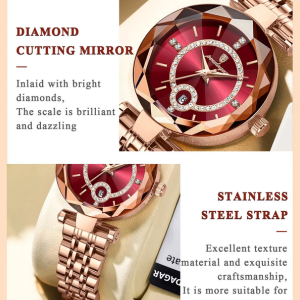 DIAMOND
CUTTING MIRROR
Inlaid with bright
diamonds,
The scale is brilliant
and dazzling
STAINLESS
STEEL STRAP
Excellent texture
material and exquisite
craftsmanship,
It is more suitable for